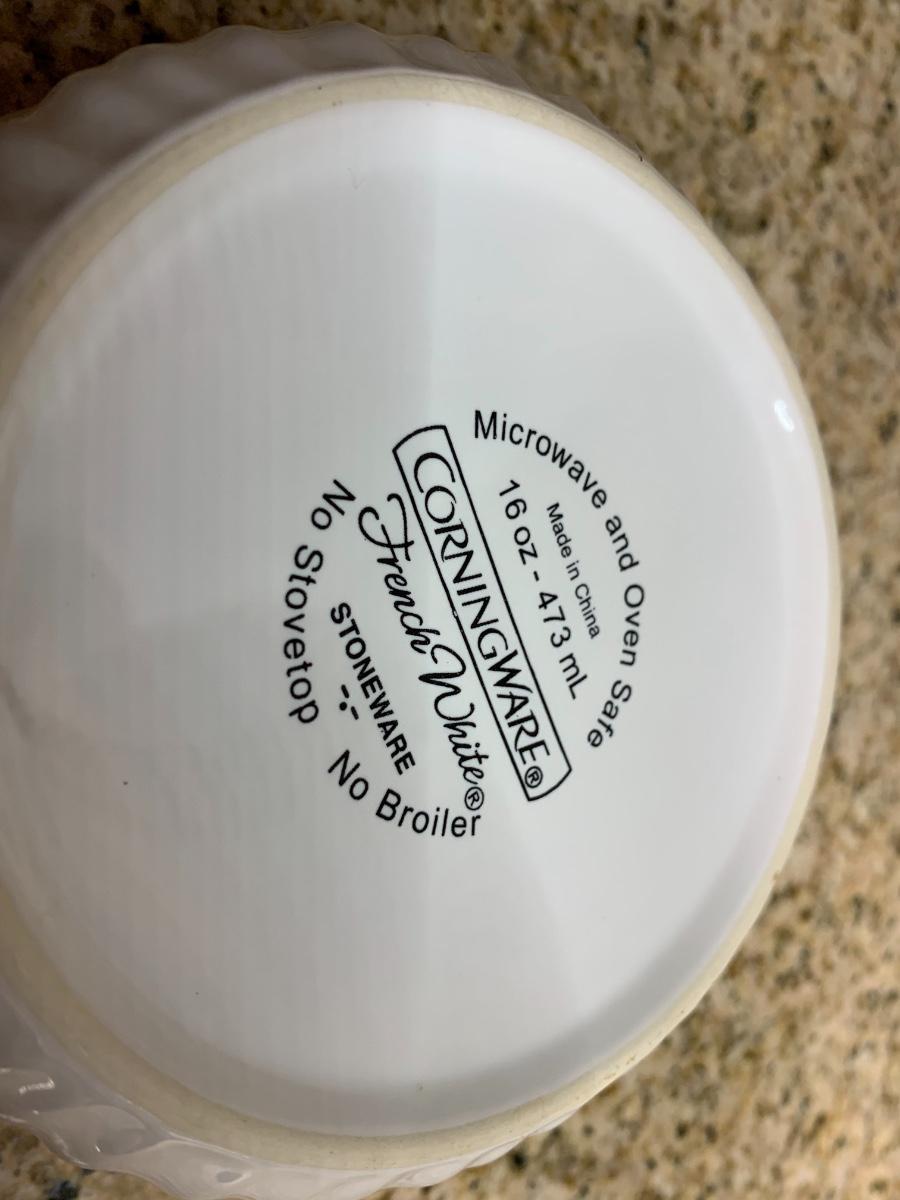 Microwave and Oven Safe
Made in China
16 oz - 473 mL
CORNINGWARE®
French White®
STONEWARE
No Stovetop No Broiler